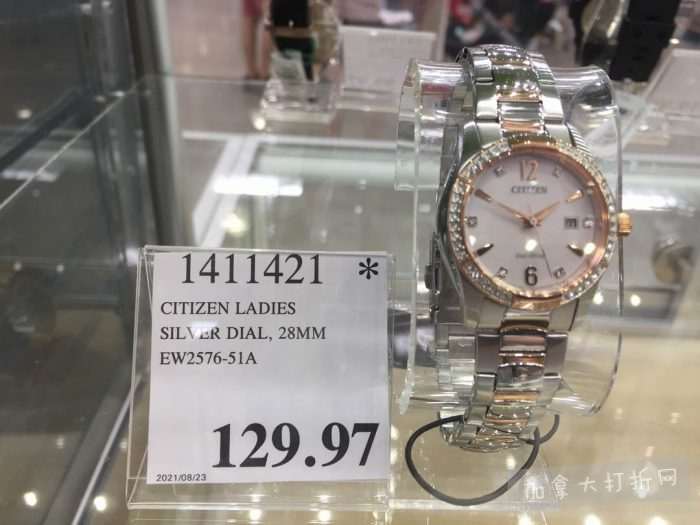 1411421 *
CITIZEN LADIES
SILVER DIAL, 28MM
EW2576-51A
129.97
2021/08/23
12
CITIZEN
6
加拿大打折网